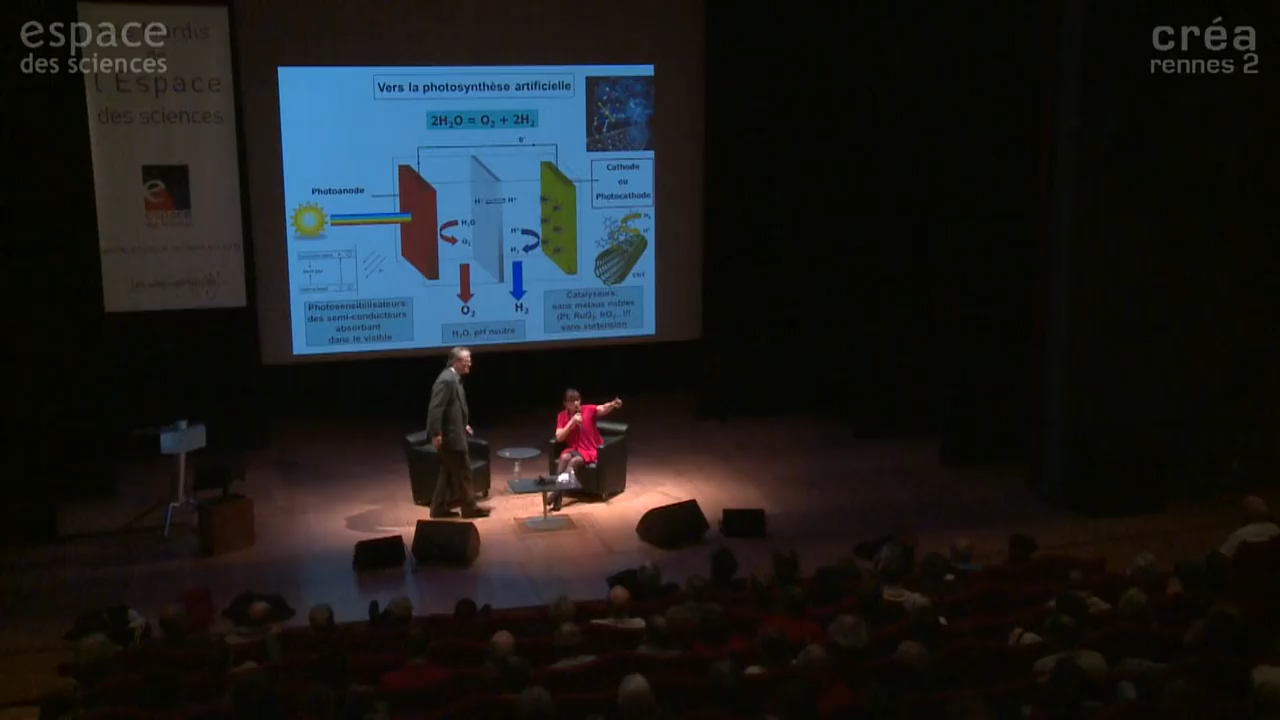 espace
des sciences
créa
rennes 2
l'Espace
des sciences
Vers la photosynthèse artificielle
2H₂O = O₂ + 2H₂
e⁻
Cathode
ou
Photocathode
Photoanode
H⁺
H⁺
H₂O
O₂
H⁺
H₂
CNT
O₂
H₂
Photosensibilisateurs:
des semi-conducteurs
absorbant
dans le visible
H₂O, pH neutre
Catalyseurs:
sans métaux nobles
(Pt, RuO₂, IrO₂...)!!
sans surtension